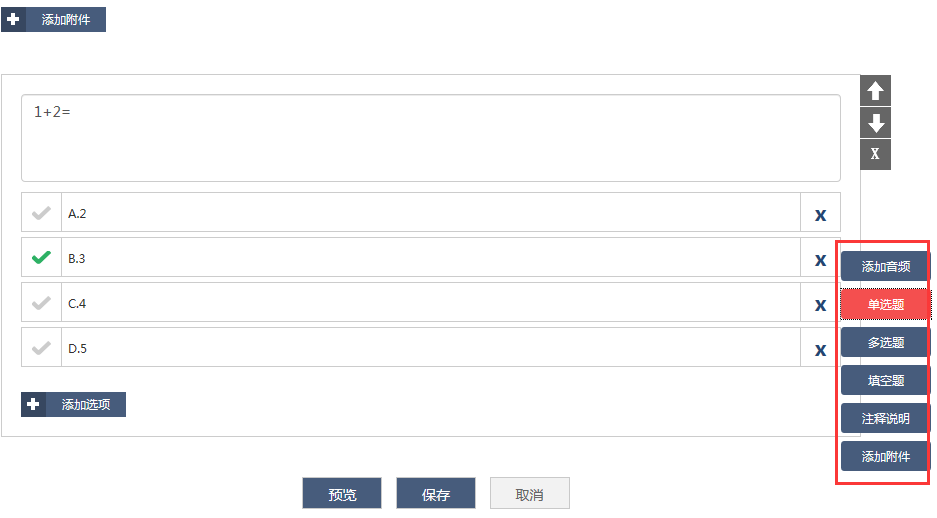 添加附件
1+2=
X
A.2
X
B.3
X
C.4
X
D.5
X
添加选项
添加音频
单选题
多选题
填空题
注释说明
添加附件
预览
保存
取消